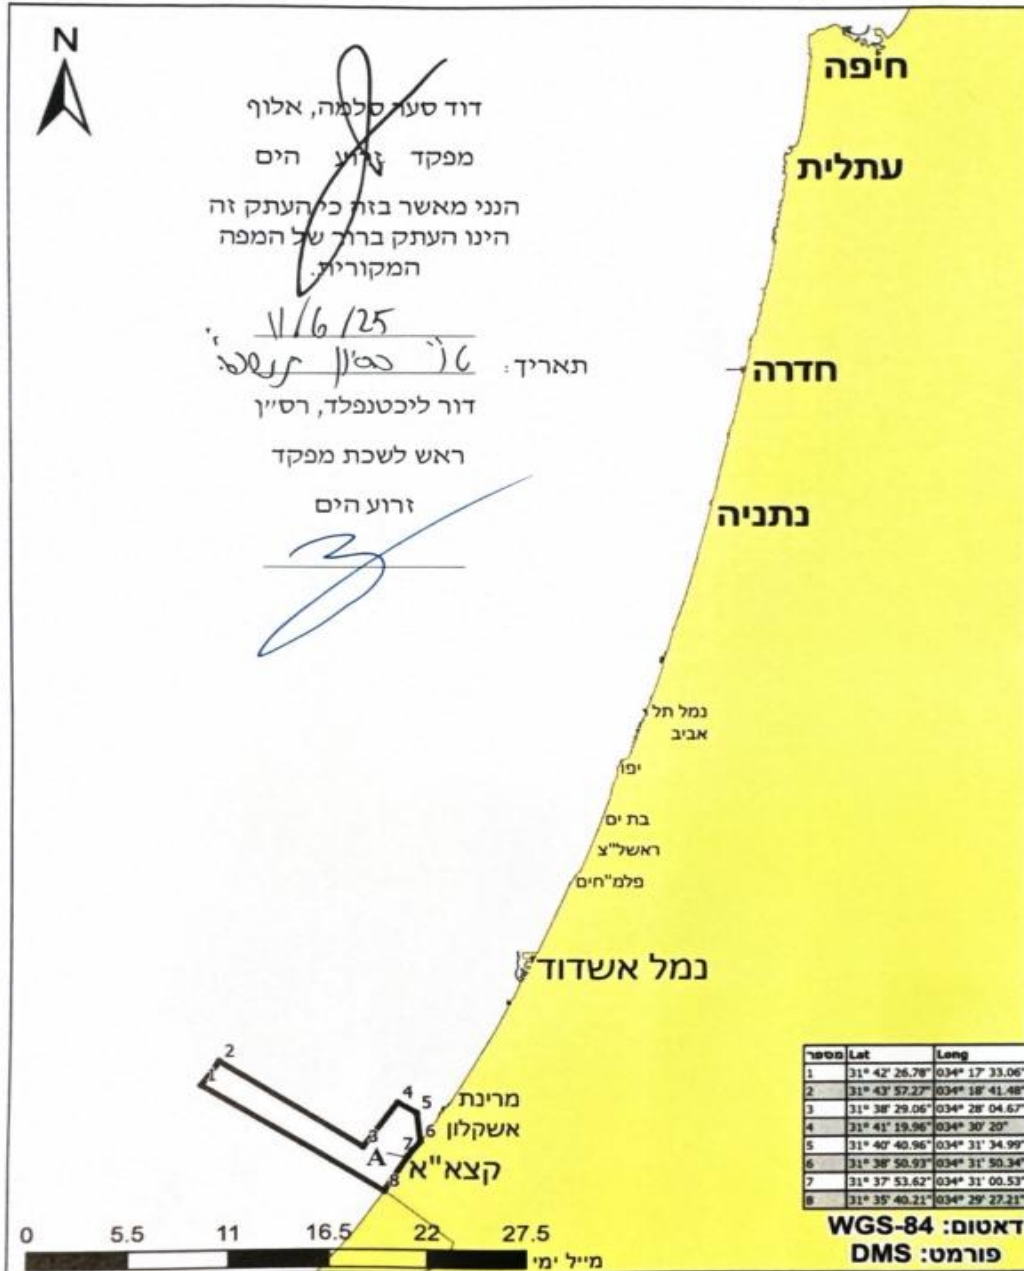 N
דוד סער סלמה, אלוף
מפקד זרוע הים
הנני מאשר בזה כי העתק זה
הינו העתק ברור של המפה
המקורית.
11/6/25
תאריך:
דור ליכטנפלד, רס"ן
ראש לשכת מפקד
זרוע הים
חיפה
עתלית
חדרה
נתניה
נמל תל
אביב
יפו
בת ים
ראשל"צ
פלמ"חים
נמל אשדוד
מרינת
אשקלון
קצא"א
A
1
2
3
4
5
6
7
8
מספר Lat Long
1 31° 42' 26.78" 034° 17' 33.06"
2 31° 43' 57.27" 034° 18' 41.48"
3 31° 38' 29.06" 034° 28' 04.67"
4 31° 41' 19.96" 034° 30' 20"
5 31° 40' 40.96" 034° 31' 34.99"
6 31° 38' 50.93" 034° 31' 50.34"
7 31° 37' 53.62" 034° 31' 00.53"
8 31° 35' 40.21" 034° 29' 27.21"
דאטום: WGS-84
פורמט: DMS
0 5.5 11 16.5 22 27.5
מייל ימי